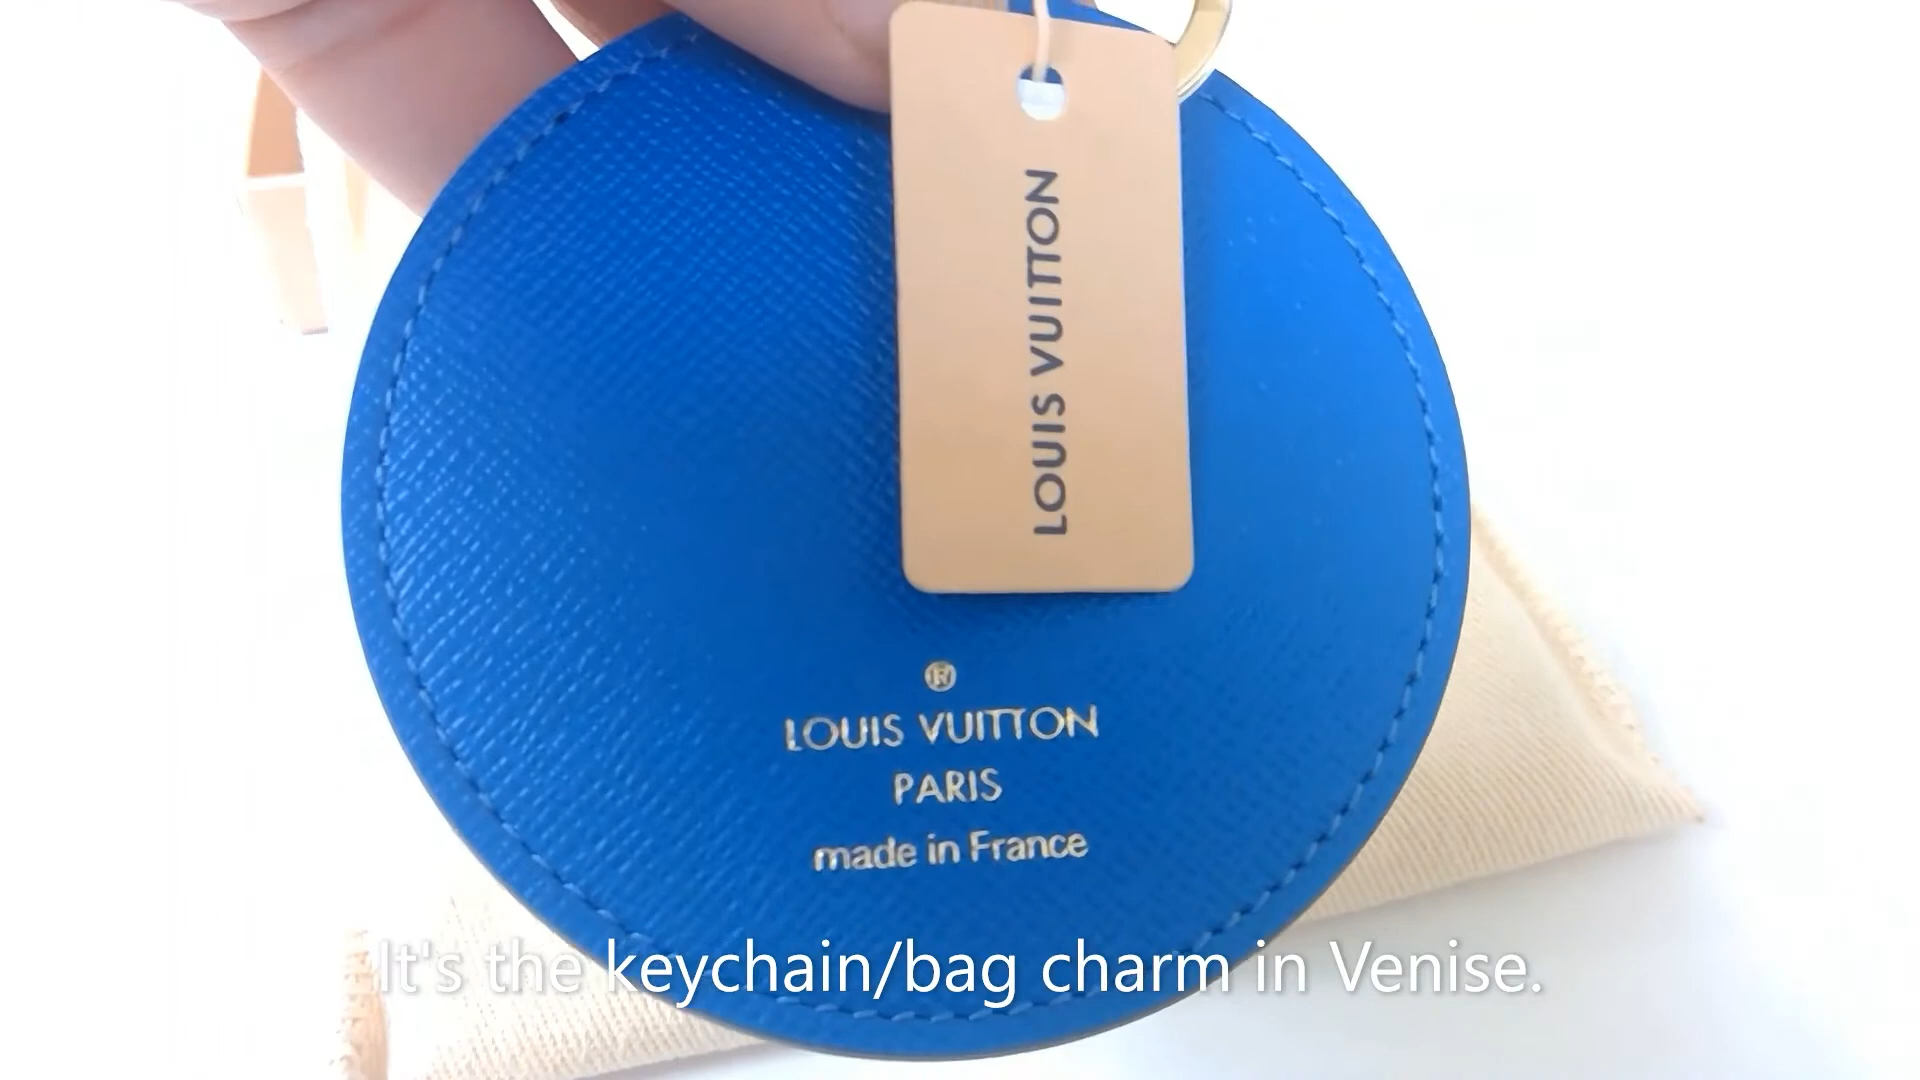 LOUIS VUITTON
®
LOUIS VUITTON
PARIS
made in France
It's the keychain/bag charm in Venise.